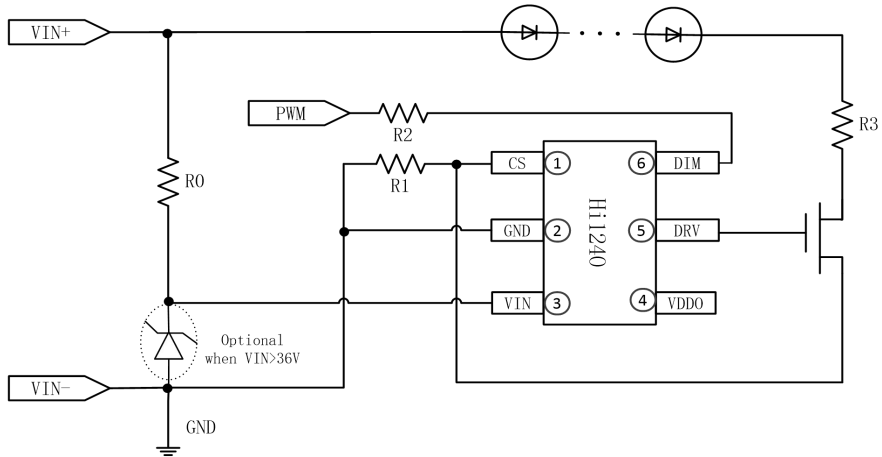 VIN+
PWM
R2
R3
R1
CS
1
6
DIM
R0
Hi1240
GND
2
5
DRV
VIN
3
4
VDDO
Optional
when VIN>36V
VIN-
GND